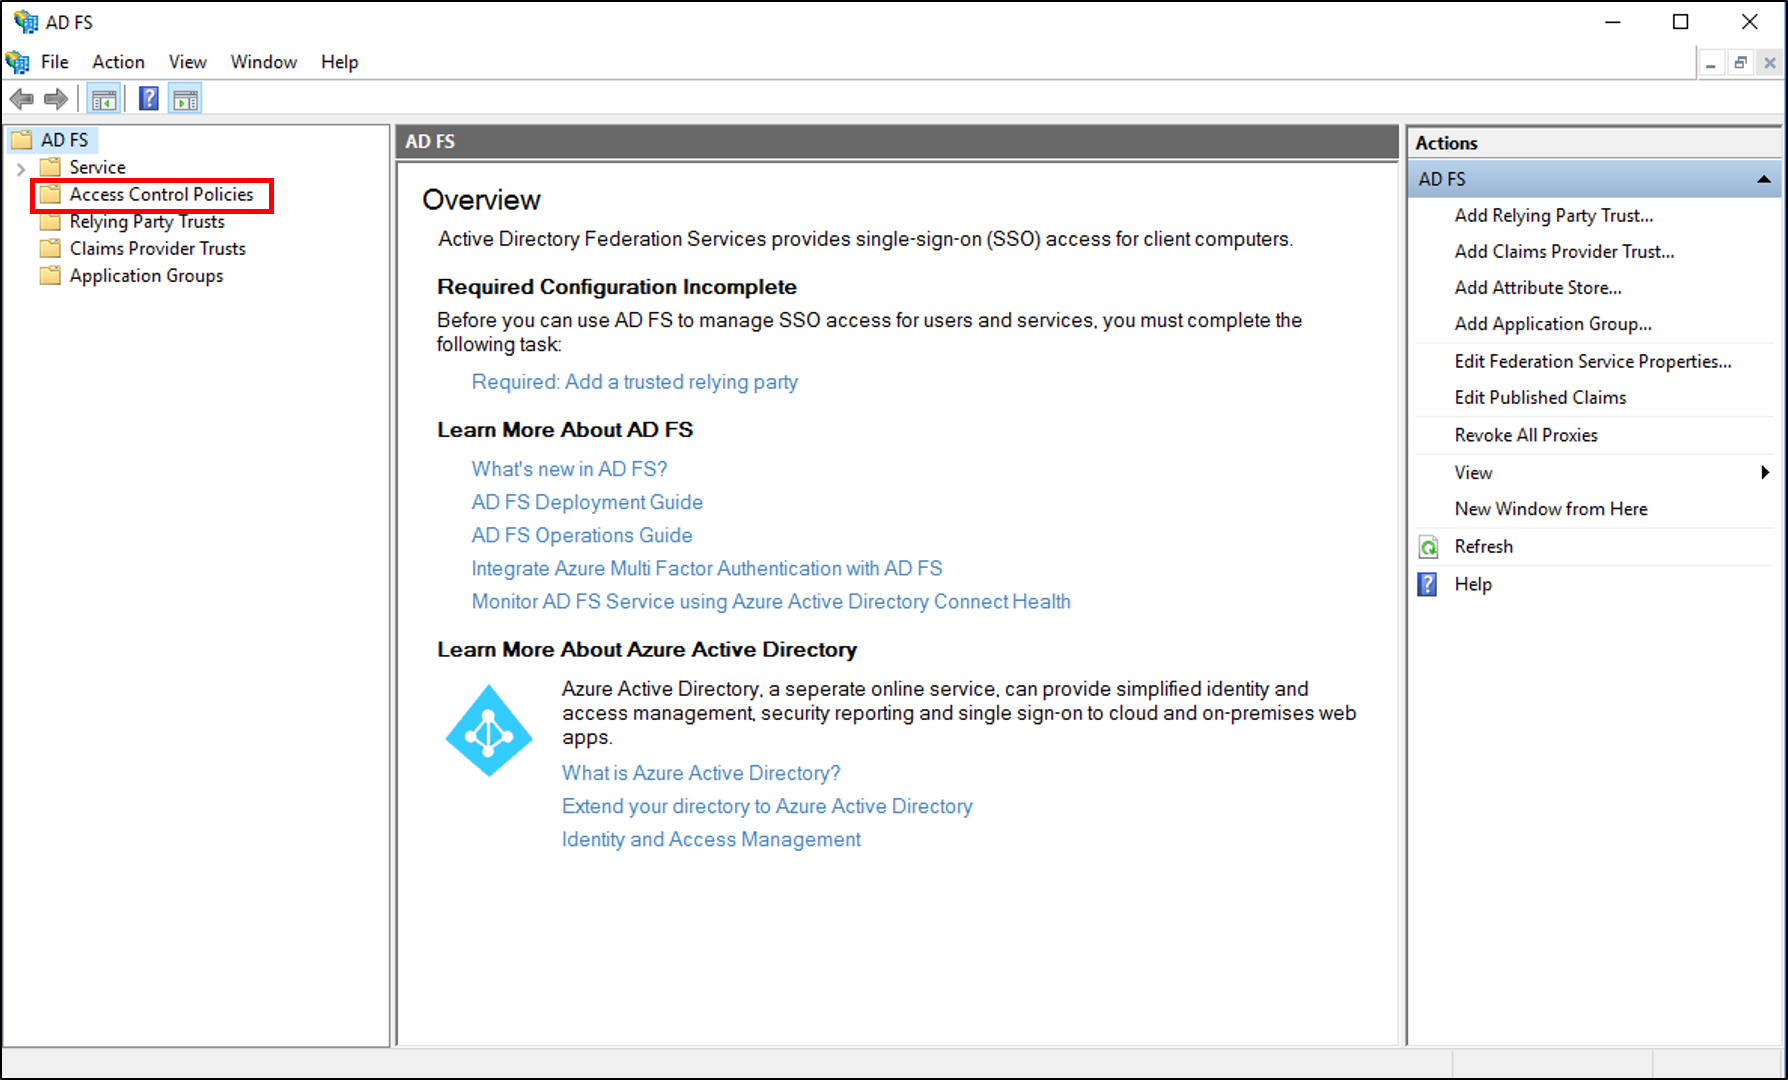 AD FS
File Action View Window Help
AD FS
Service
Access Control Policies
Relying Party Trusts
Claims Provider Trusts
Application Groups
AD FS
Overview
Active Directory Federation Services provides single-sign-on (SSO) access for client computers.
Required Configuration Incomplete
Before you can use AD FS to manage SSO access for users and services, you must complete the
following task:
Required: Add a trusted relying party
Learn More About AD FS
What's new in AD FS?
AD FS Deployment Guide
AD FS Operations Guide
Integrate Azure Multi Factor Authentication with AD FS
Monitor AD FS Service using Azure Active Directory Connect Health
Learn More About Azure Active Directory
Azure Active Directory, a seperate online service, can provide simplified identity and
access management, security reporting and single sign-on to cloud and on-premises web
apps.
What is Azure Active Directory?
Extend your directory to Azure Active Directory
Identity and Access Management
Actions
AD FS
Add Relying Party Trust...
Add Claims Provider Trust...
Add Attribute Store...
Add Application Group...
Edit Federation Service Properties...
Edit Published Claims
Revoke All Proxies
View
New Window from Here
Refresh
Help